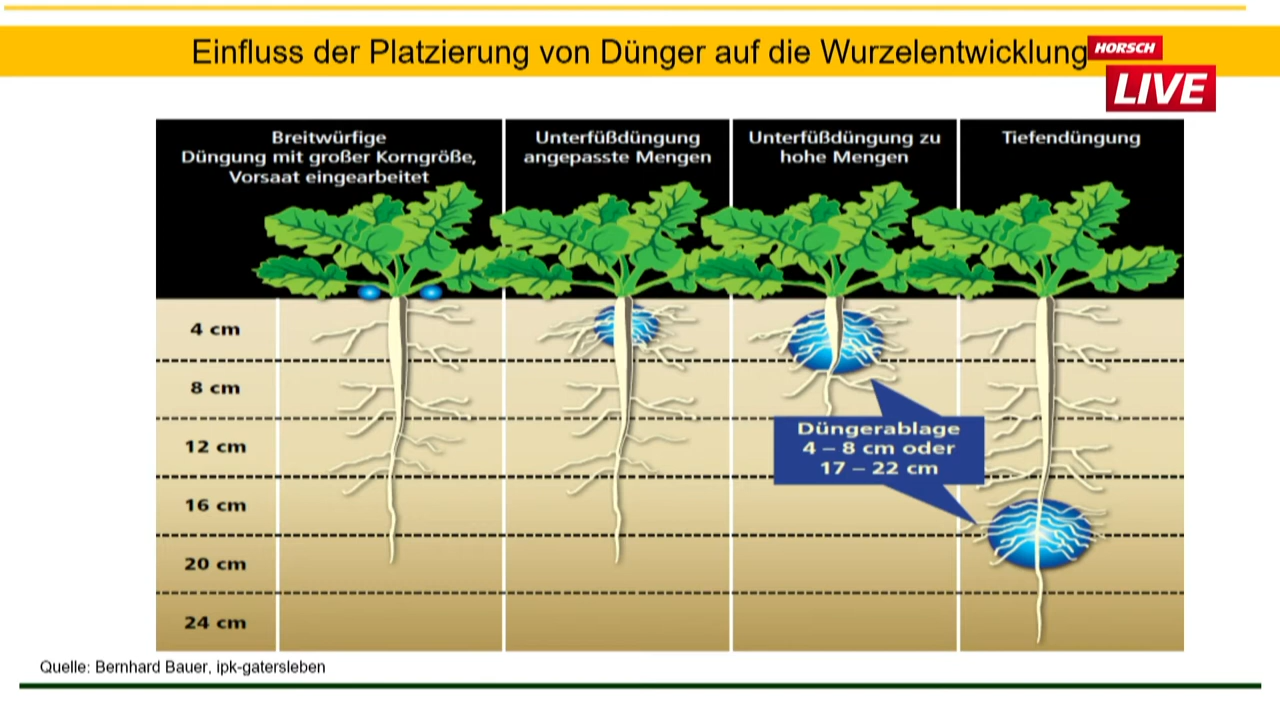 Einfluss der Platzierung von Dünger auf die Wurzelentwicklung
HORSCH
LIVE
Breitwürfige
Düngung mit großer Korngröße,
Vorsaat eingearbeitet
Unterfüßdüngung
angepasste Mengen
Unterfüßdüngung zu
hohe Mengen
Tiefendüngung
4 cm
8 cm
12 cm
16 cm
20 cm
24 cm
Düngerablage
4 – 8 cm oder
17 – 22 cm
Quelle: Bernhard Bauer, ipk-gatersleben